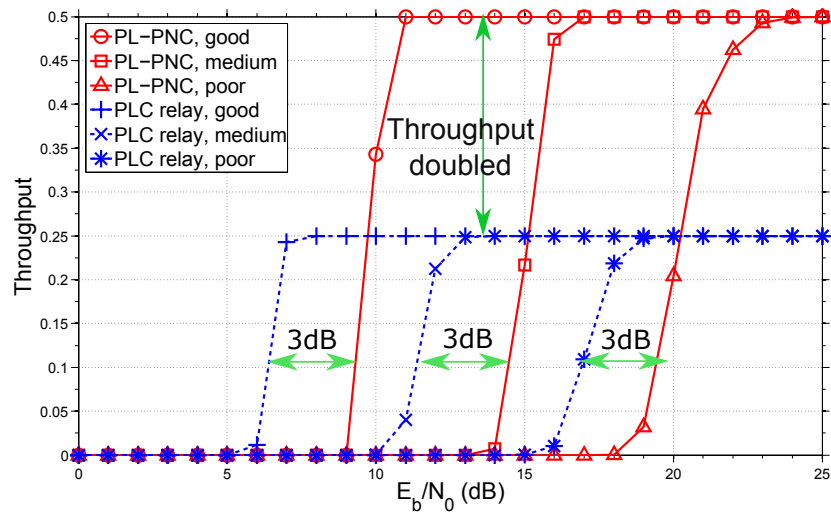 PL−PNC, good
PL−PNC, medium
PL−PNC, poor
PLC relay, good
PLC relay, medium
PLC relay, poor
Throughput
doubled
3dB
3dB
3dB
0.5
0.45
0.4
0.35
0.3
0.25
0.2
0.15
0.1
0.05
0
Throughput
0
5
10
15
20
25
E_b/N_0 (dB)